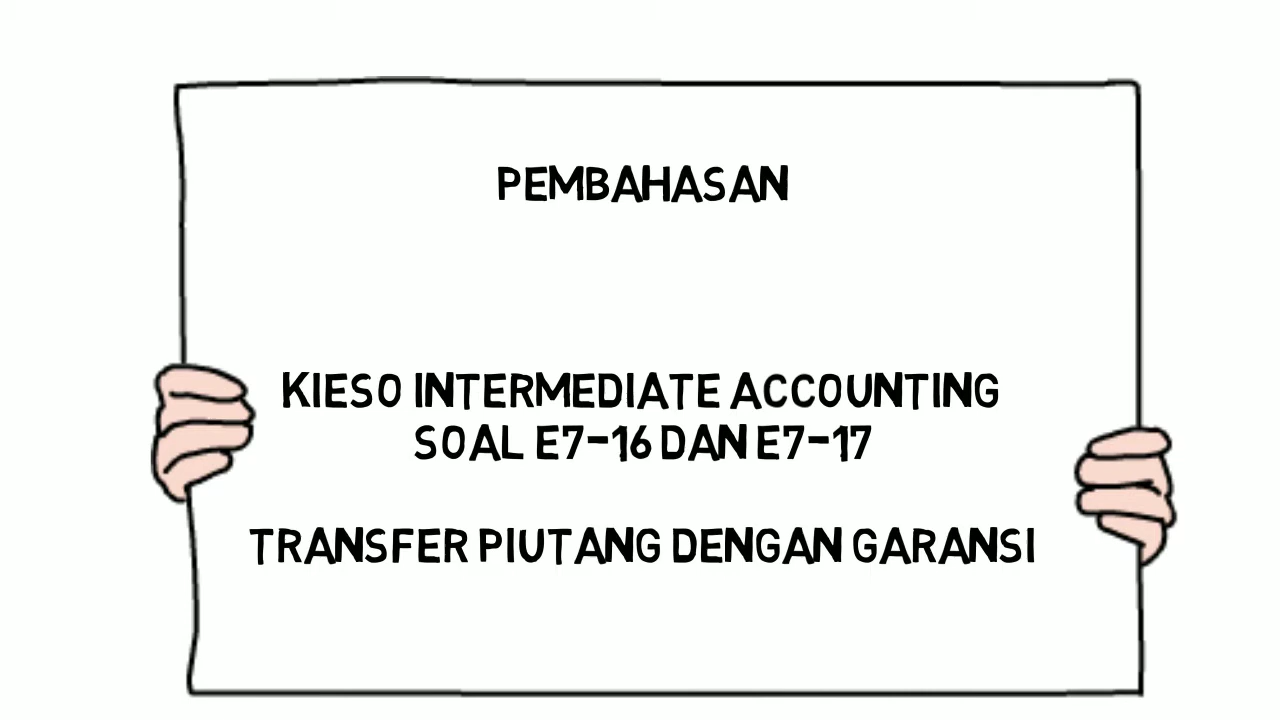 PEMBAHASAN
KIESO INTERMEDIATE ACCOUNTING
SOAL E7-16 DAN E7-17
TRANSFER PIUTANG DENGAN GARANSI